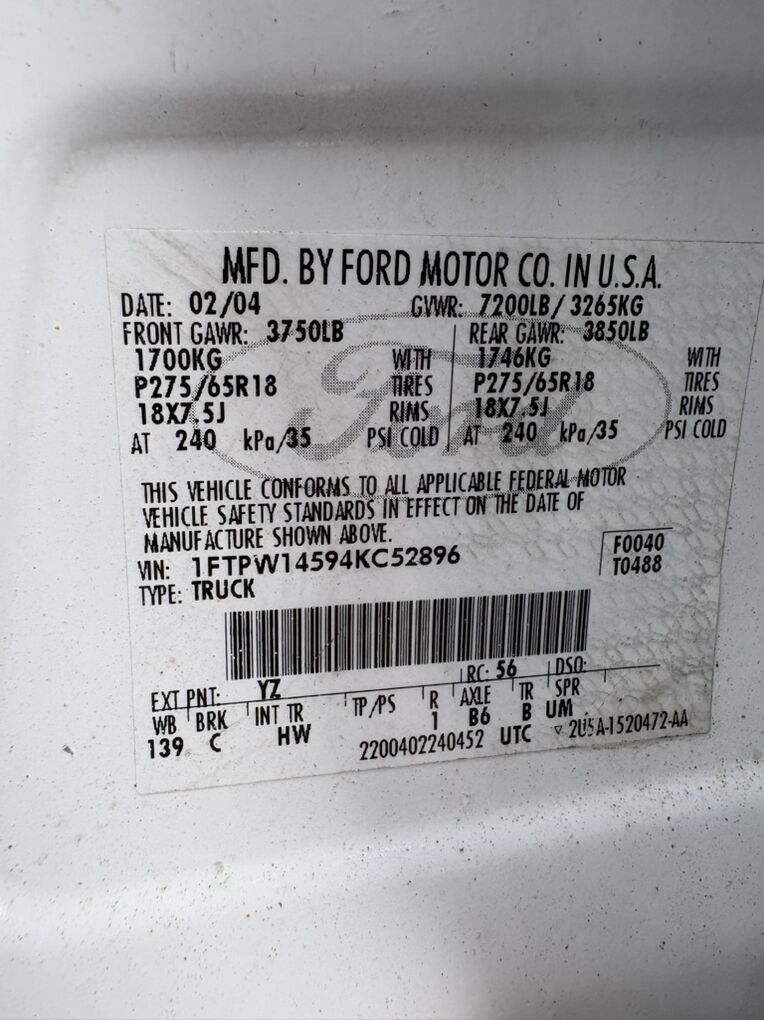 MFD. BY FORD MOTOR CO. IN U.S.A.
DATE: 02/04 GVWR: 7200LB/ 3265KG
FRONT GAWR: 3750LB REAR GAWR: 3850LB
1700KG WITH 1746KG WITH
P275/65R18 TIRES P275/65R18 TIRES
18X7.5J RIMS 18X7.5J RIMS
AT 240 kPa/35 PSI COLD AT 240 kPa/35 PSI COLD
Ford
THIS VEHICLE CONFORMS TO ALL APPLICABLE FEDERAL MOTOR
VEHICLE SAFETY STANDARDS IN EFFECT ON THE DATE OF
MANUFACTURE SHOWN ABOVE.
VIN: 1FTPW14594KC52896 F0040
TYPE: TRUCK T0488
EXT PNT: YZ RC: 56 DSO:
WB BRK INT TR TP/PS R AXLE TR SPR
139 C HW 1 B6 B UM
2200402240452 UTC ▽ 2U5A-1520472-AA